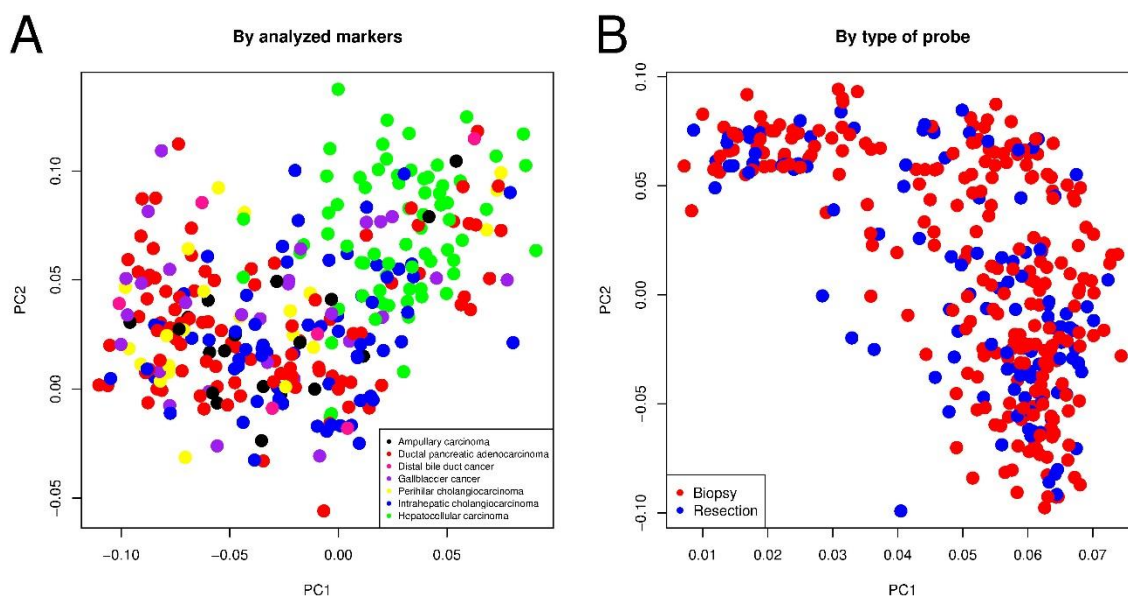 A
By analyzed markers
PC2
0.10
0.05
0.00
−0.05
−0.10
−0.05
0.00
0.05
PC1
Ampullary carcinoma
Ductal pancreatic adenocarcinoma
Distal bile duct cancer
Gallbladder cancer
Perihilar cholangiocarcinoma
Intrahepatic cholangiocarcinoma
Hepatocellular carcinoma
B
By type of probe
PC2
0.10
0.05
0.00
−0.05
−0.10
0.01
0.02
0.03
0.04
0.05
0.06
0.07
PC1
Biopsy
Resection